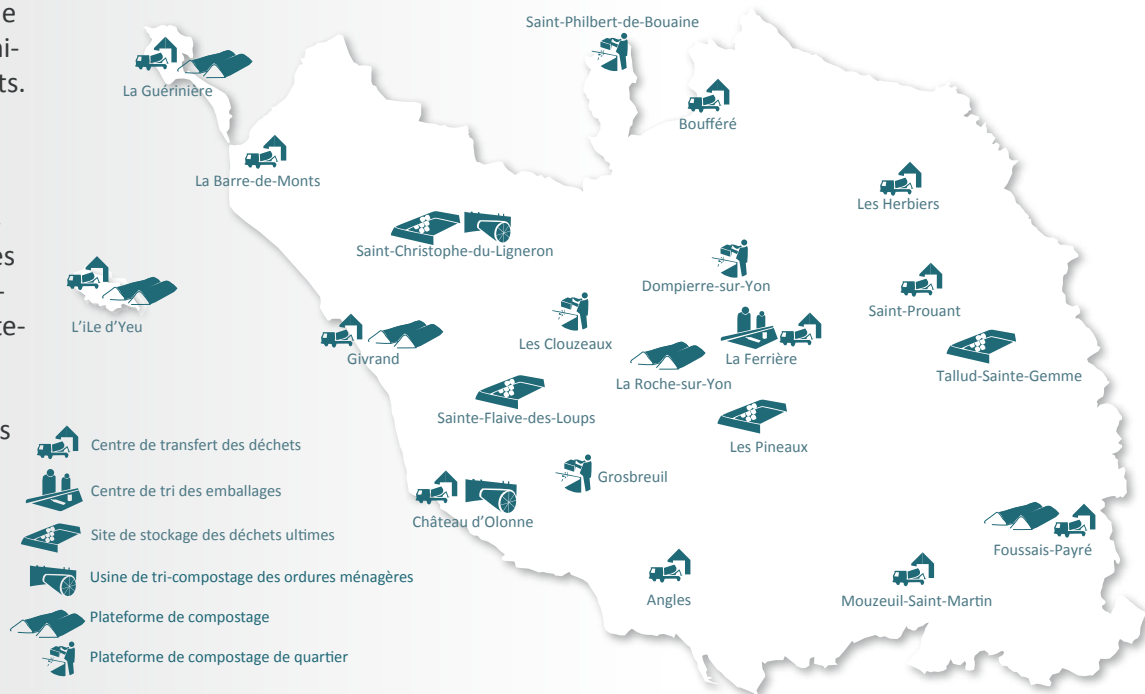 e
ni-
ts.
es
-
te-
s
Saint-Philbert-de-Bouaine
La Guérinière
Boufféré
La Barre-de-Monts
Les Herbiers
Saint-Christophe-du-Ligneron
Dompierre-sur-Yon
Saint-Prouant
L'iLe d'Yeu
Les Clouzeaux
Givrand
La Ferrière
La Roche-sur-Yon
Tallud-Sainte-Gemme
Sainte-Flaive-des-Loups
Les Pineaux
Grosbreuil
Château d'Olonne
Foussais-Payré
Angles
Mouzeuil-Saint-Martin
Centre de transfert des déchets
Centre de tri des emballages
Site de stockage des déchets ultimes
Usine de tri-compostage des ordures ménagères
Plateforme de compostage
Plateforme de compostage de quartier